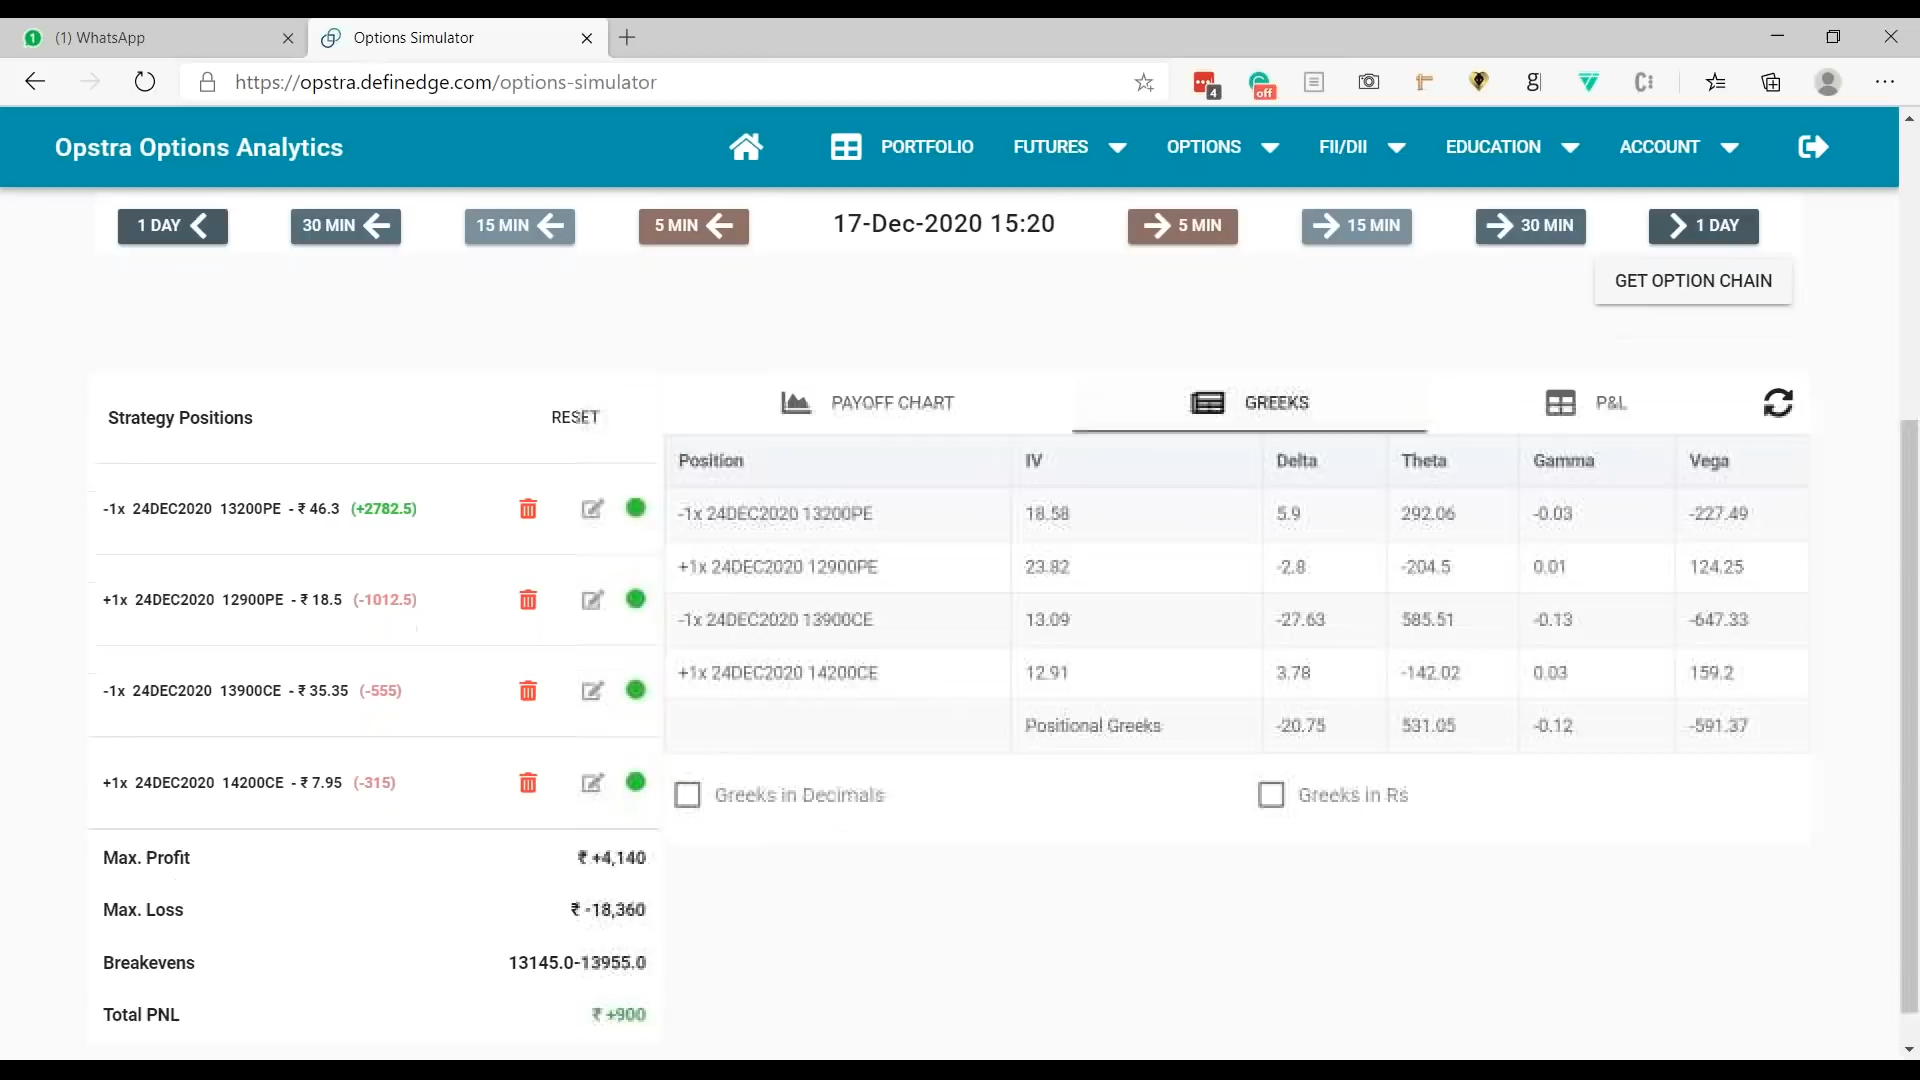 1 (1) WhatsApp
Options Simulator
https://opstra.definedge.com/options-simulator
4 off g
Opstra Options Analytics PORTFOLIO FUTURES OPTIONS FII/DII EDUCATION ACCOUNT
1 DAY 30 MIN 15 MIN 5 MIN 17-Dec-2020 15:20 5 MIN 15 MIN 30 MIN 1 DAY
GET OPTION CHAIN
Strategy Positions RESET
-1x 24DEC2020 13200PE - ₹ 46.3 (+2782.5)
+1x 24DEC2020 12900PE - ₹ 18.5 (-1012.5)
-1x 24DEC2020 13900CE - ₹ 35.35 (-555)
+1x 24DEC2020 14200CE - ₹ 7.95 (-315)
Max. Profit ₹ +4,140
Max. Loss ₹ -18,360
Breakevens 13145.0-13955.0
Total PNL ₹ +900
PAYOFF CHART GREEKS P&L
Position IV Delta Theta Gamma Vega
-1x 24DEC2020 13200PE 18.58 5.9 292.06 -0.03 -227.49
+1x 24DEC2020 12900PE 23.82 -2.8 -204.5 0.01 124.25
-1x 24DEC2020 13900CE 13.09 -27.63 585.51 -0.13 -647.33
+1x 24DEC2020 14200CE 12.91 3.78 -142.02 0.03 159.2
Positional Greeks -20.75 531.05 -0.12 -591.37
Greeks in Decimals Greeks in Rs